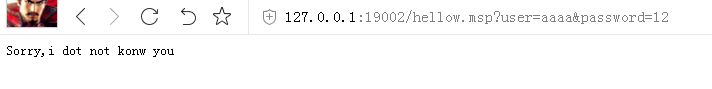 127.0.0.1:19002/hellow.msp?user=aaaa&password=12
Sorry,i dot not konw you